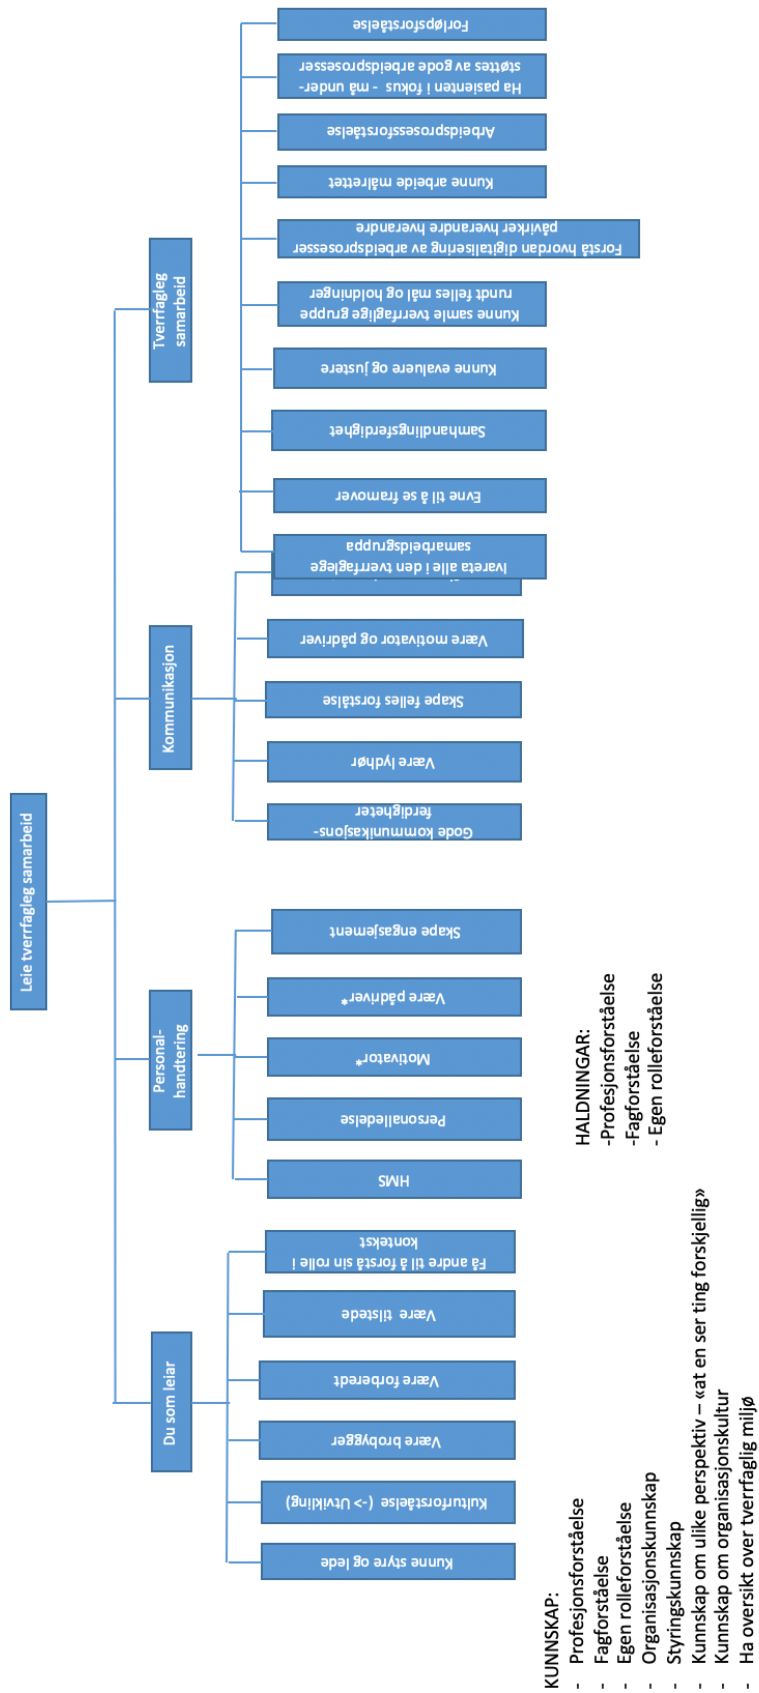 Leie tverrfagleg samarbeid
Du som leiar
Kunne styre og lede
Kulturforståelse (-> Utvikling)
Være brobygger
Være forberedt
Være tilstede
Få andre til å forstå sin rolle i
kontekst
Personal-
handtering
HMS
Personalledelse
Motivator*
Være pådriver*
Skape engasjement
Kommunikasjon
Gode kommunikasjons-
ferdigheter
Være lydhør
Skape felles forståelse
Være motivator og pådriver
Tverrfagleg
samarbeid
Ivareta alle i den tverrfaglege
samarbeidsgruppa
Evne til å se framover
Samhandlingsferdighet
Kunne evaluere og justere
Kunne samle tverrfaglige gruppe
rundt felles mål og holdninger
Forstå hvordan digitalisering av arbeidsprosesser
påvirker hverandre hverandre
Kunne arbeide målrettet
Arbeidsprosessforståelse
Ha pasienten i fokus - må under-
støttes av gode arbeidsprosesser
Forløpsforståelse
KUNNSKAP:
- Profesjonsforståelse
- Fagforståelse
- Egen rolleforståelse
- Organisasjonskunnskap
- Styringskunnskap
- Kunnskap om ulike perspektiv – «at en ser ting forskjellig»
- Kunnskap om organisasjonskultur
- Ha oversikt over tverrfaglig miljø
HALDNINGAR:
-Profesjonsforståelse
-Fagforståelse
- Egen rolleforståelse